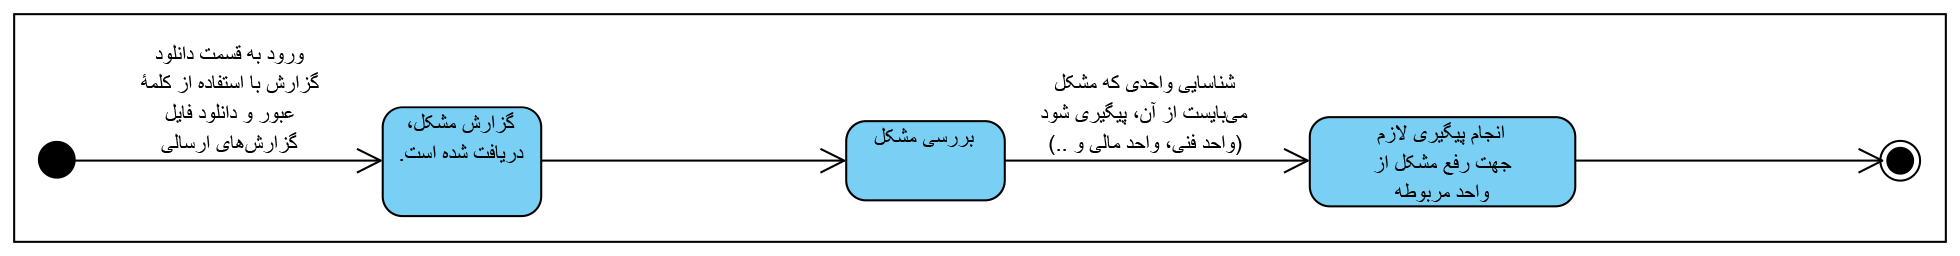 ورود به قسمت دانلود
گزارش با استفاده از کلمۀ
عبور و دانلود فایل
گزارش‌های ارسالی
گزارش مشکل،
دریافت شده است.
بررسی مشکل
شناسایی واحدی که مشکل
می‌بایست از آن، پیگیری شود
(واحد فنی، واحد مالی و ..)
انجام پیگیری لازم
جهت رفع مشکل از
واحد مربوطه